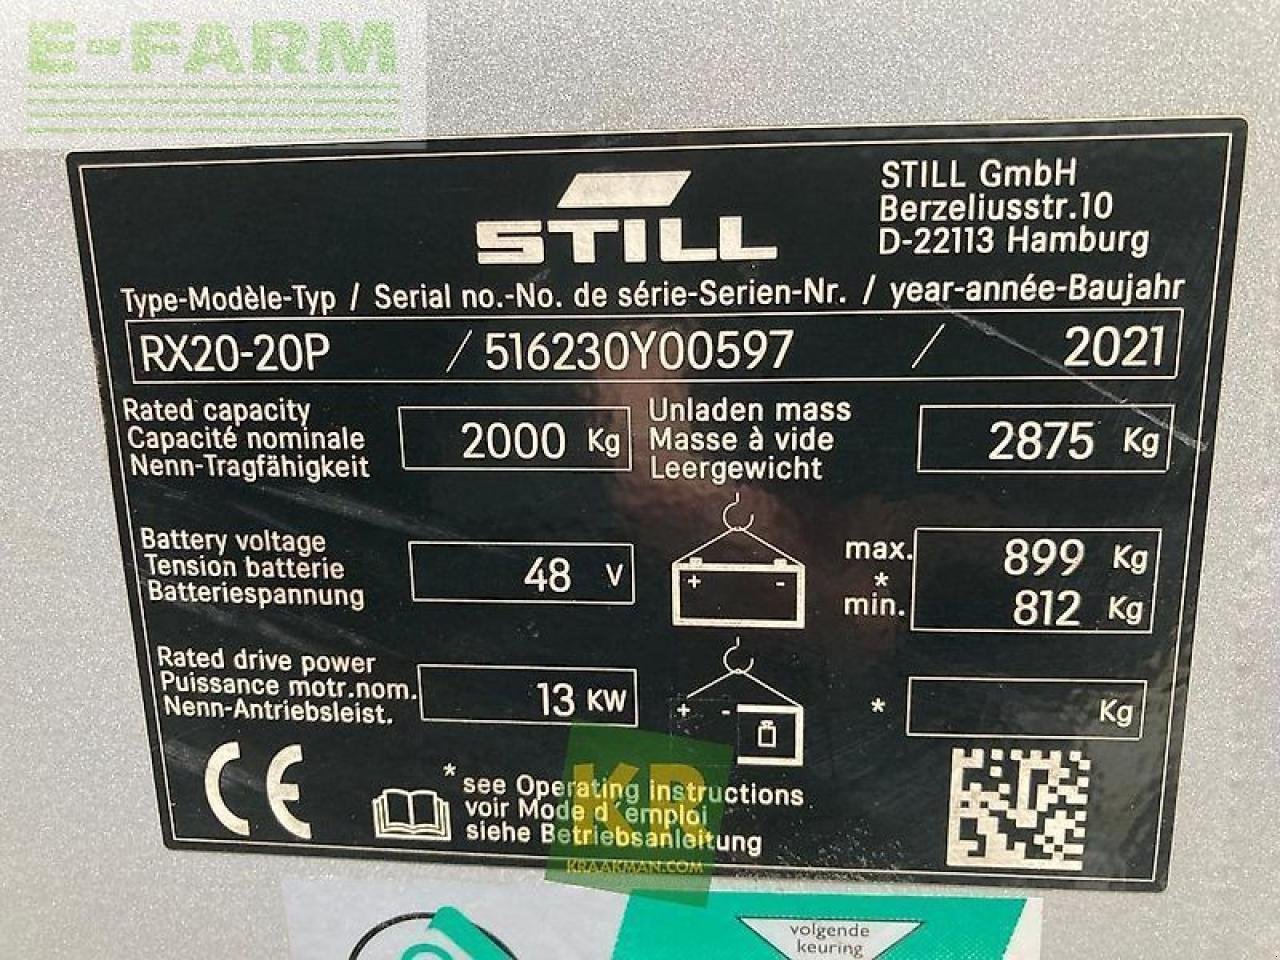 E-FARM
STILL
STILL GmbH
Berzeliusstr.10
D-22113 Hamburg
Type-Modèle-Typ / Serial no.-No. de série-Serien-Nr. / year-année-Baujahr
RX20-20P / 516230Y00597 / 2021
Rated capacity
Capacité nominale
Nenn-Tragfähigkeit
2000 Kg
Unladen mass
Masse à vide
Leergewicht
2875 Kg
Battery voltage
Tension batterie
Batteriespannung
48 V
+ -
max.
*
min.
899 Kg
812 Kg
Rated drive power
Puissance motr.nom.
Nenn-Antriebsleist.
13 KW
+ -
* Kg
CE
* see Operating instructions
voir Mode d'emploi
siehe Betriebsanleitung
KR
KRAAKMAN.COM
volgende
keuring